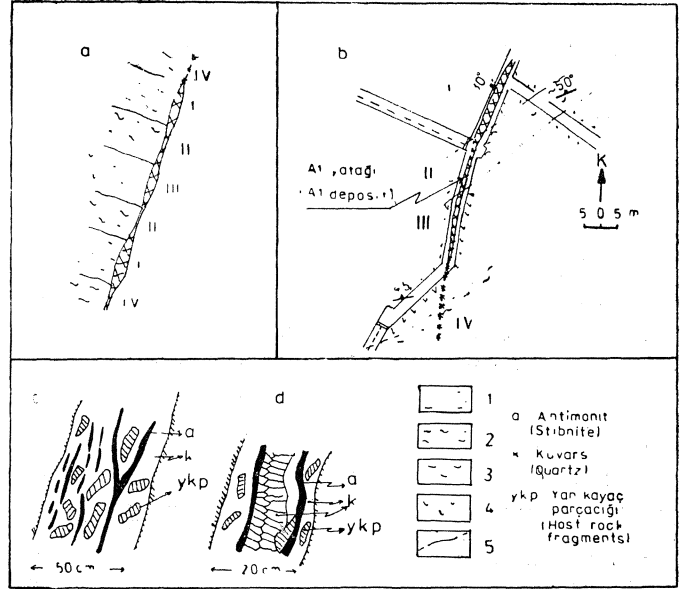 a
IV
I
II
III
II
I
IV
b
I
10°
50°
K
5 0 5 m
A1 yatağı
(A1 deposit)
II
III
IV
c
a
k
ykp
50 cm
d
a
k
ykp
20 cm
1
2
3
4
5
a Antimonit
(Stibnite)
k Kuvars
(Quartz)
ykp Yan kayaç
parçacığı
(Host rock
fragments)